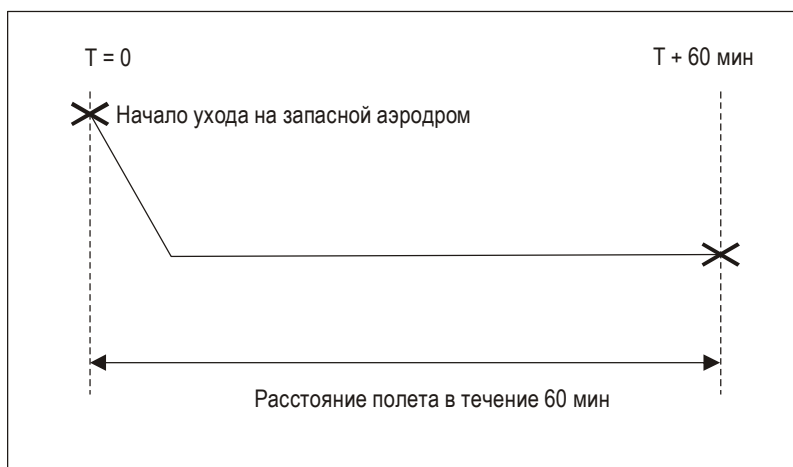 T = 0
T + 60 мин
Начало ухода на запасной аэродром
Расстояние полета в течение 60 мин